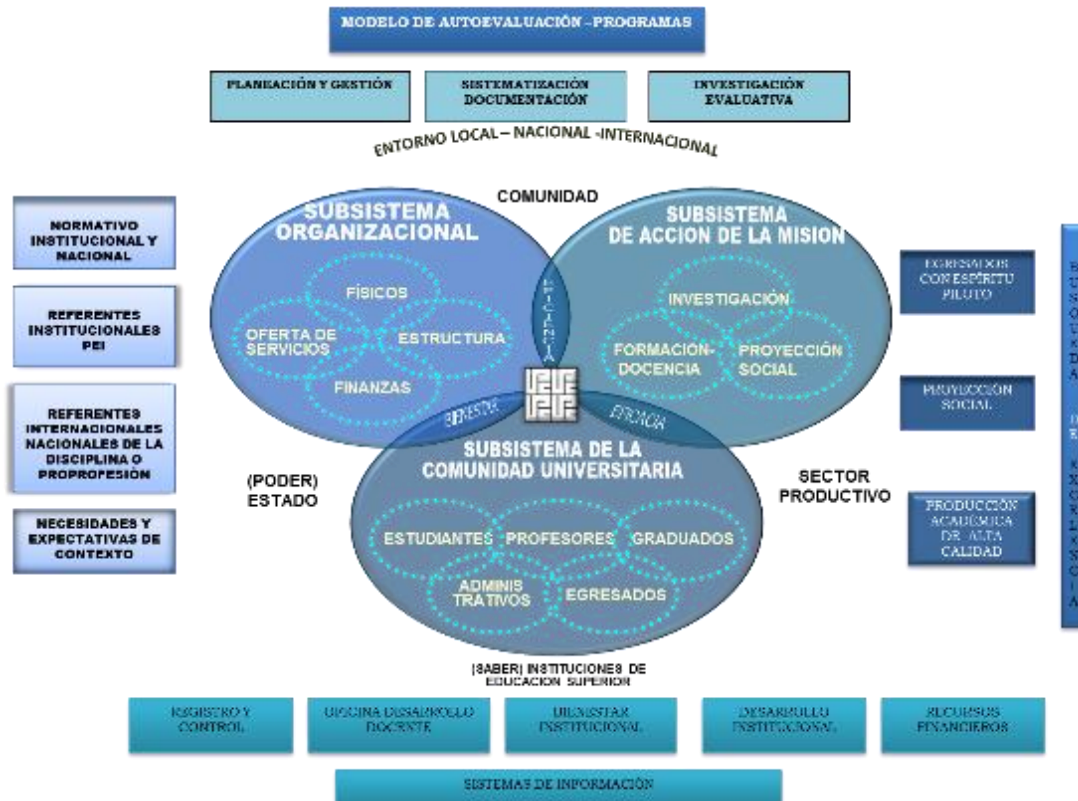 MODELO DE AUTOEVALUACIÓN –PROGRAMAS
PLANEACIÓN Y GESTIÓN
SISTEMATIZACIÓN
DOCUMENTACIÓN
INVESTIGACIÓN
EVALUATIVA
ENTORNO LOCAL – NACIONAL -INTERNACIONAL
COMUNIDAD
NORMATIVO
INSTITUCIONAL Y
NACIONAL
REFERENTES
INSTITUCIONALES
PEI
REFERENTES
INTERNACIONALES
NACIONALES DE LA
DISCIPLINA O
PROPROFESIÓN
NECESIDADES Y
EXPECTATIVAS DE
CONTEXTO
SUBSISTEMA
ORGANIZACIONAL
FÍSICOS
OFERTA DE
SERVICIOS
ESTRUCTURA
FINANZAS
EFICIENCIA
SUBSISTEMA
DE ACCION DE LA MISION
INVESTIGACIÓN
FORMACIÓN-
DOCENCIA
PROYECCIÓN
SOCIAL
BIENESTAR
EFICACIA
SUBSISTEMA DE LA
COMUNIDAD UNIVERSITARIA
ESTUDIANTES
PROFESORES
GRADUADOS
ADMINIS
TRATIVOS
EGRESADOS
(PODER)
ESTADO
SECTOR
PRODUCTIVO
(SABER) INSTITUCIONES DE
EDUCACION SUPERIOR
EGRESADOS
CON ESPÍRITU
PILOTO
PROYECCIÓN
SOCIAL
PRODUCCIÓN
ACADÉMICA
DE ALTA
CALIDAD
REGISTRO Y
CONTROL
OFICINA DESARROLLO
DOCENTE
BIENESTAR
INSTITUCIONAL
DESARROLLO
INSTITUCIONAL
RECURSOS
FINANCIEROS
SISTEMAS DE INFORMACIÓN